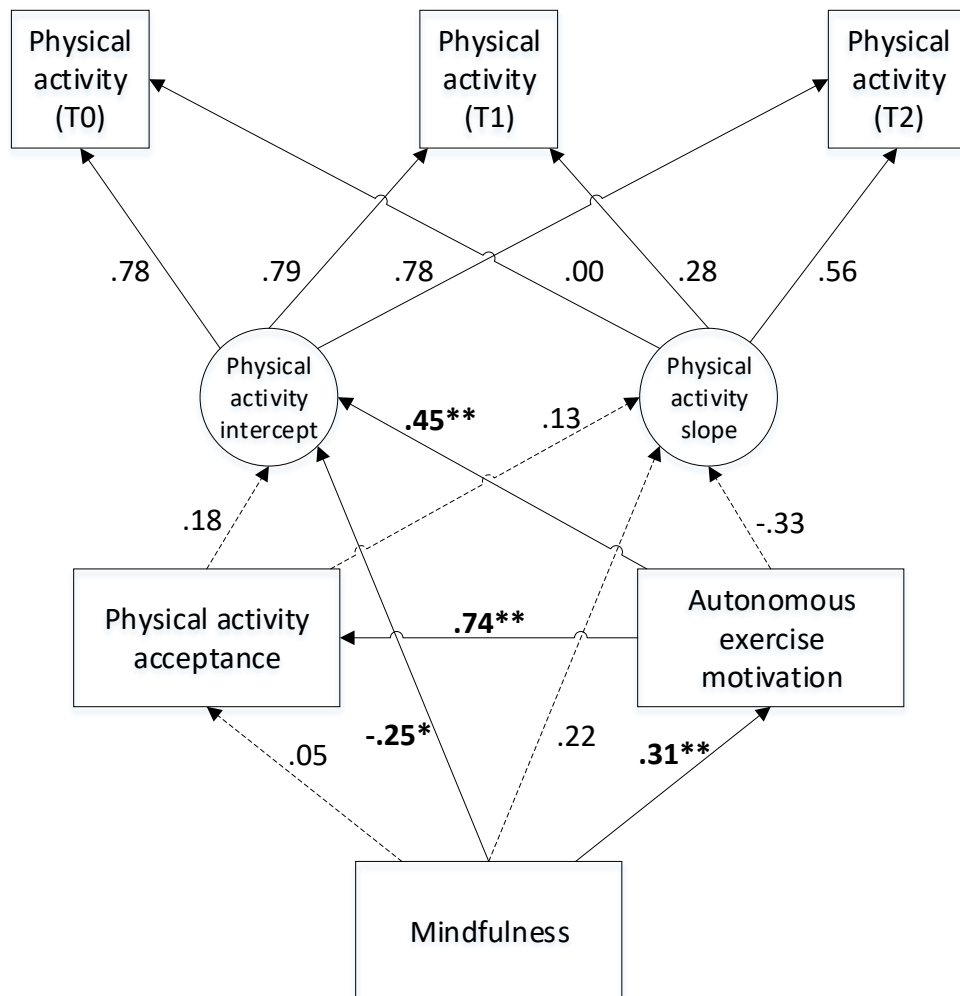 Physical
activity
(T0)
Physical
activity
(T1)
Physical
activity
(T2)
.78
.79
.78
.00
.28
.56
Physical
activity
intercept
Physical
activity
slope
.45**
.13
.18
-.33
Physical activity
acceptance
.74**
Autonomous
exercise
motivation
.05
-.25*
.22
.31**
Mindfulness